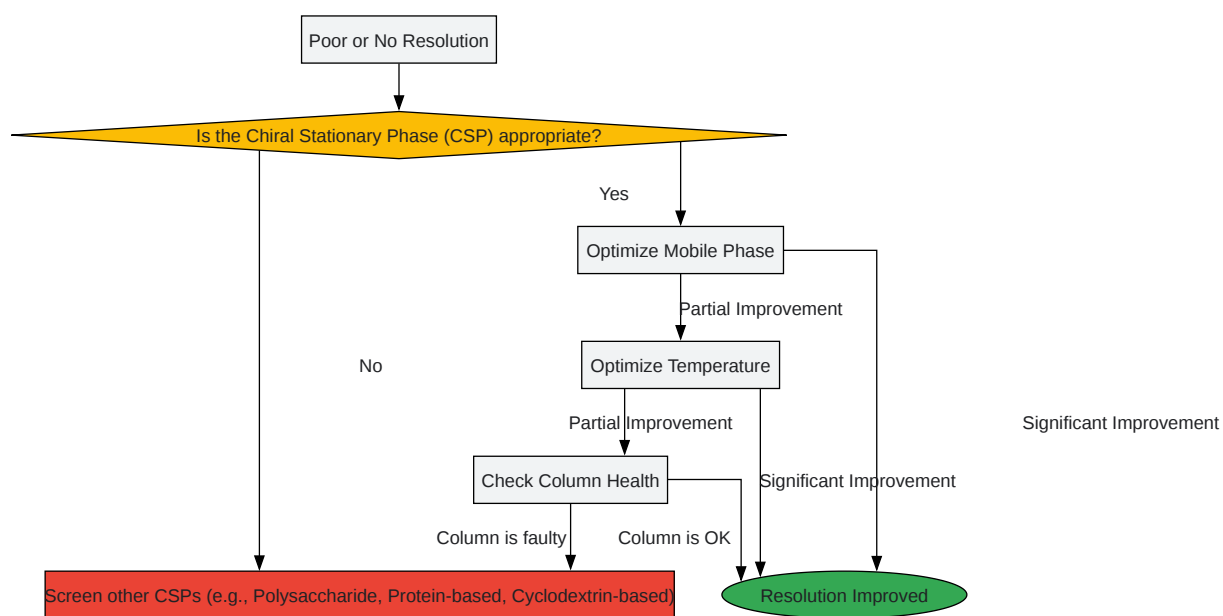 Poor or No Resolution
Is the Chiral Stationary Phase (CSP) appropriate?
Yes
Optimize Mobile Phase
Partial Improvement
Optimize Temperature
No
Partial Improvement
Significant Improvement
Check Column Health
Significant Improvement
Column is faulty
Column is OK
Screen other CSPs (e.g., Polysaccharide, Protein-based, Cyclodextrin-based)
Resolution Improved